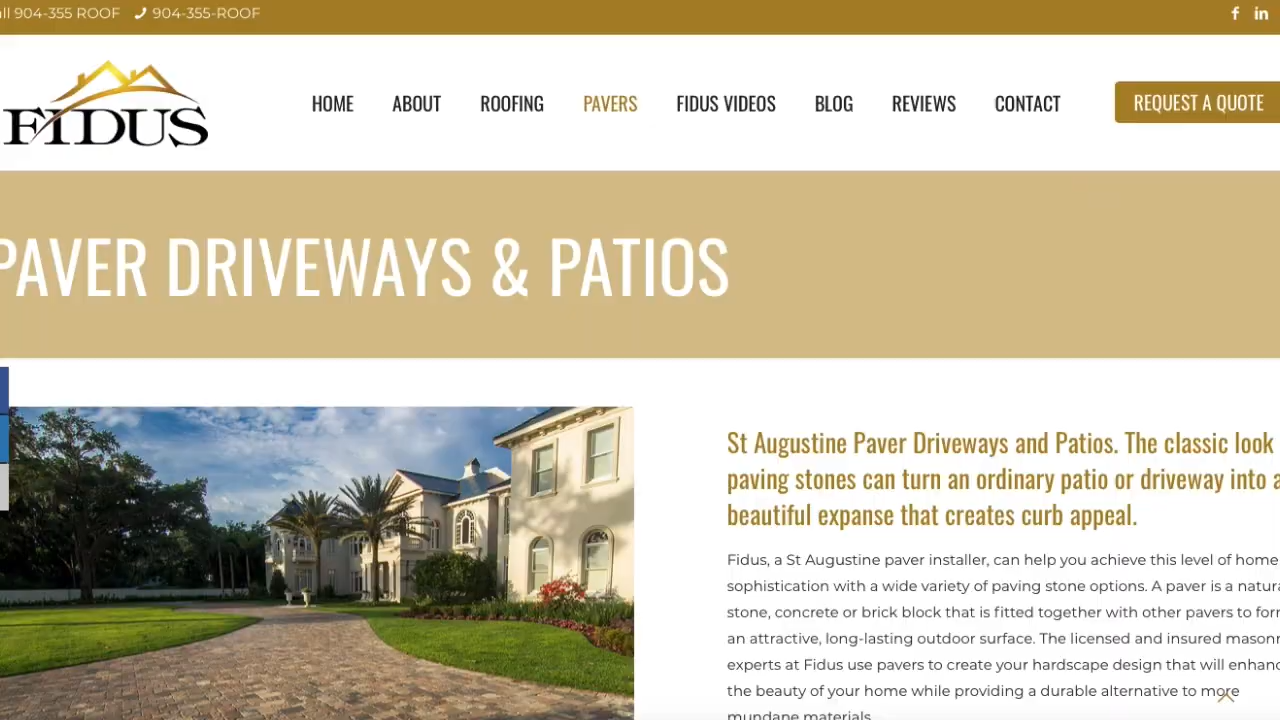 ll 904-355 ROOF 904-355-ROOF
FIDUS
HOME ABOUT ROOFING PAVERS FIDUS VIDEOS BLOG REVIEWS CONTACT REQUEST A QUOTE
PAVER DRIVEWAYS & PATIOS
St Augustine Paver Driveways and Patios. The classic look
paving stones can turn an ordinary patio or driveway into a
beautiful expanse that creates curb appeal.
Fidus, a St Augustine paver installer, can help you achieve this level of home
sophistication with a wide variety of paving stone options. A paver is a natura
stone, concrete or brick block that is fitted together with other pavers to for
an attractive, long-lasting outdoor surface. The licensed and insured mason
experts at Fidus use pavers to create your hardscape design that will enhanc
the beauty of your home while providing a durable alternative to more
mundane materials.